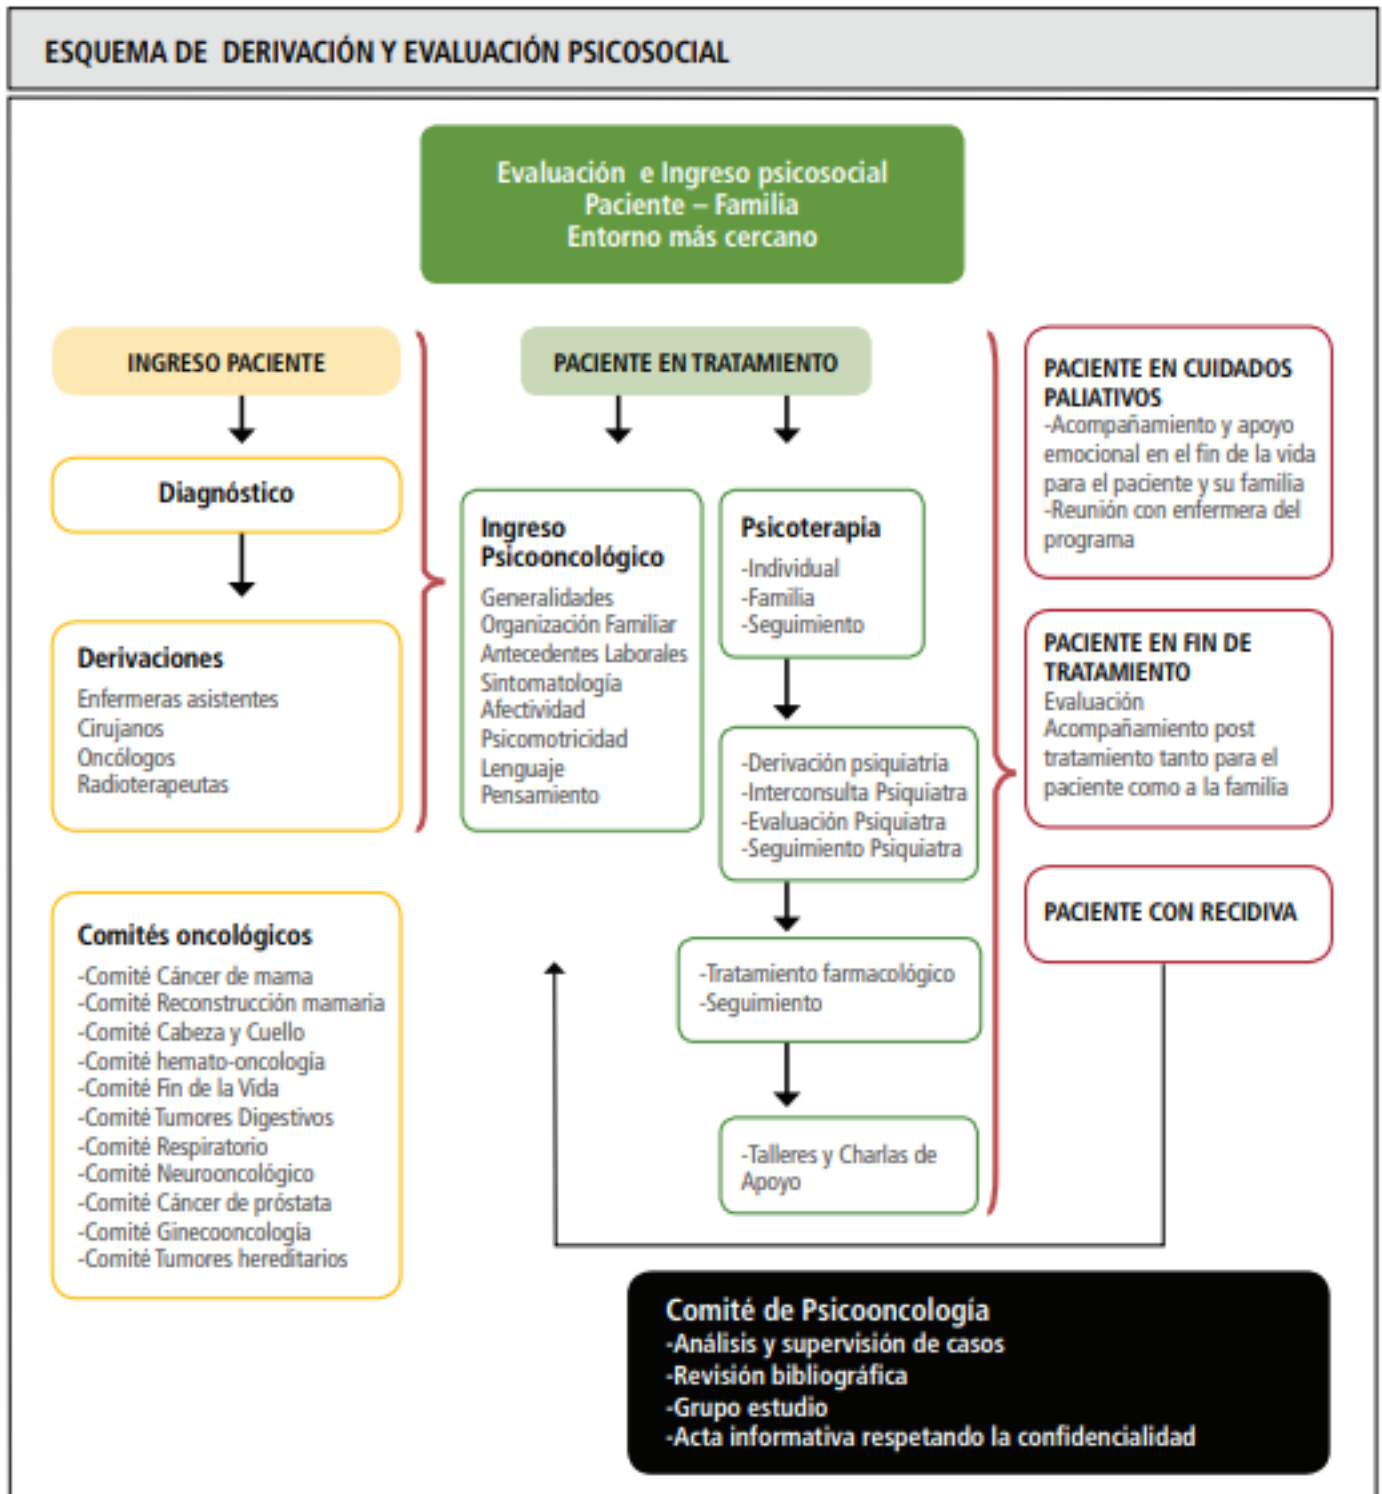 ESQUEMA DE DERIVACIÓN Y EVALUACIÓN PSICOSOCIAL
Evaluación e Ingreso psicosocial
Paciente – Familia
Entorno más cercano
INGRESO PACIENTE
Diagnóstico
Derivaciones
Enfermeras asistentes
Cirujanos
Oncólogos
Radioterapeutas
Comités oncológicos
-Comité Cáncer de mama
-Comité Reconstrucción mamaria
-Comité Cabeza y Cuello
-Comité hemato-oncología
-Comité Fin de la Vida
-Comité Tumores Digestivos
-Comité Respiratorio
-Comité Neurooncológico
-Comité Cáncer de próstata
-Comité Ginecooncología
-Comité Tumores hereditarios
PACIENTE EN TRATAMIENTO
Ingreso
Psicooncológico
Generalidades
Organización Familiar
Antecedentes Laborales
Sintomatología
Afectividad
Psicomotricidad
Lenguaje
Pensamiento
Psicoterapia
-Individual
-Familia
-Seguimiento
-Derivación psiquiatría
-Interconsulta Psiquiatra
-Evaluación Psiquiatra
-Seguimiento Psiquiatra
-Tratamiento farmacológico
-Seguimiento
-Talleres y Charlas de
Apoyo
PACIENTE EN CUIDADOS
PALIATIVOS
-Acompañamiento y apoyo
emocional en el fin de la vida
para el paciente y su familia
-Reunión con enfermera del
programa
PACIENTE EN FIN DE
TRATAMIENTO
Evaluación
Acompañamiento post
tratamiento tanto para el
paciente como a la familia
PACIENTE CON RECIDIVA
Comité de Psicooncología
-Análisis y supervisión de casos
-Revisión bibliográfica
-Grupo estudio
-Acta informativa respetando la confidencialidad